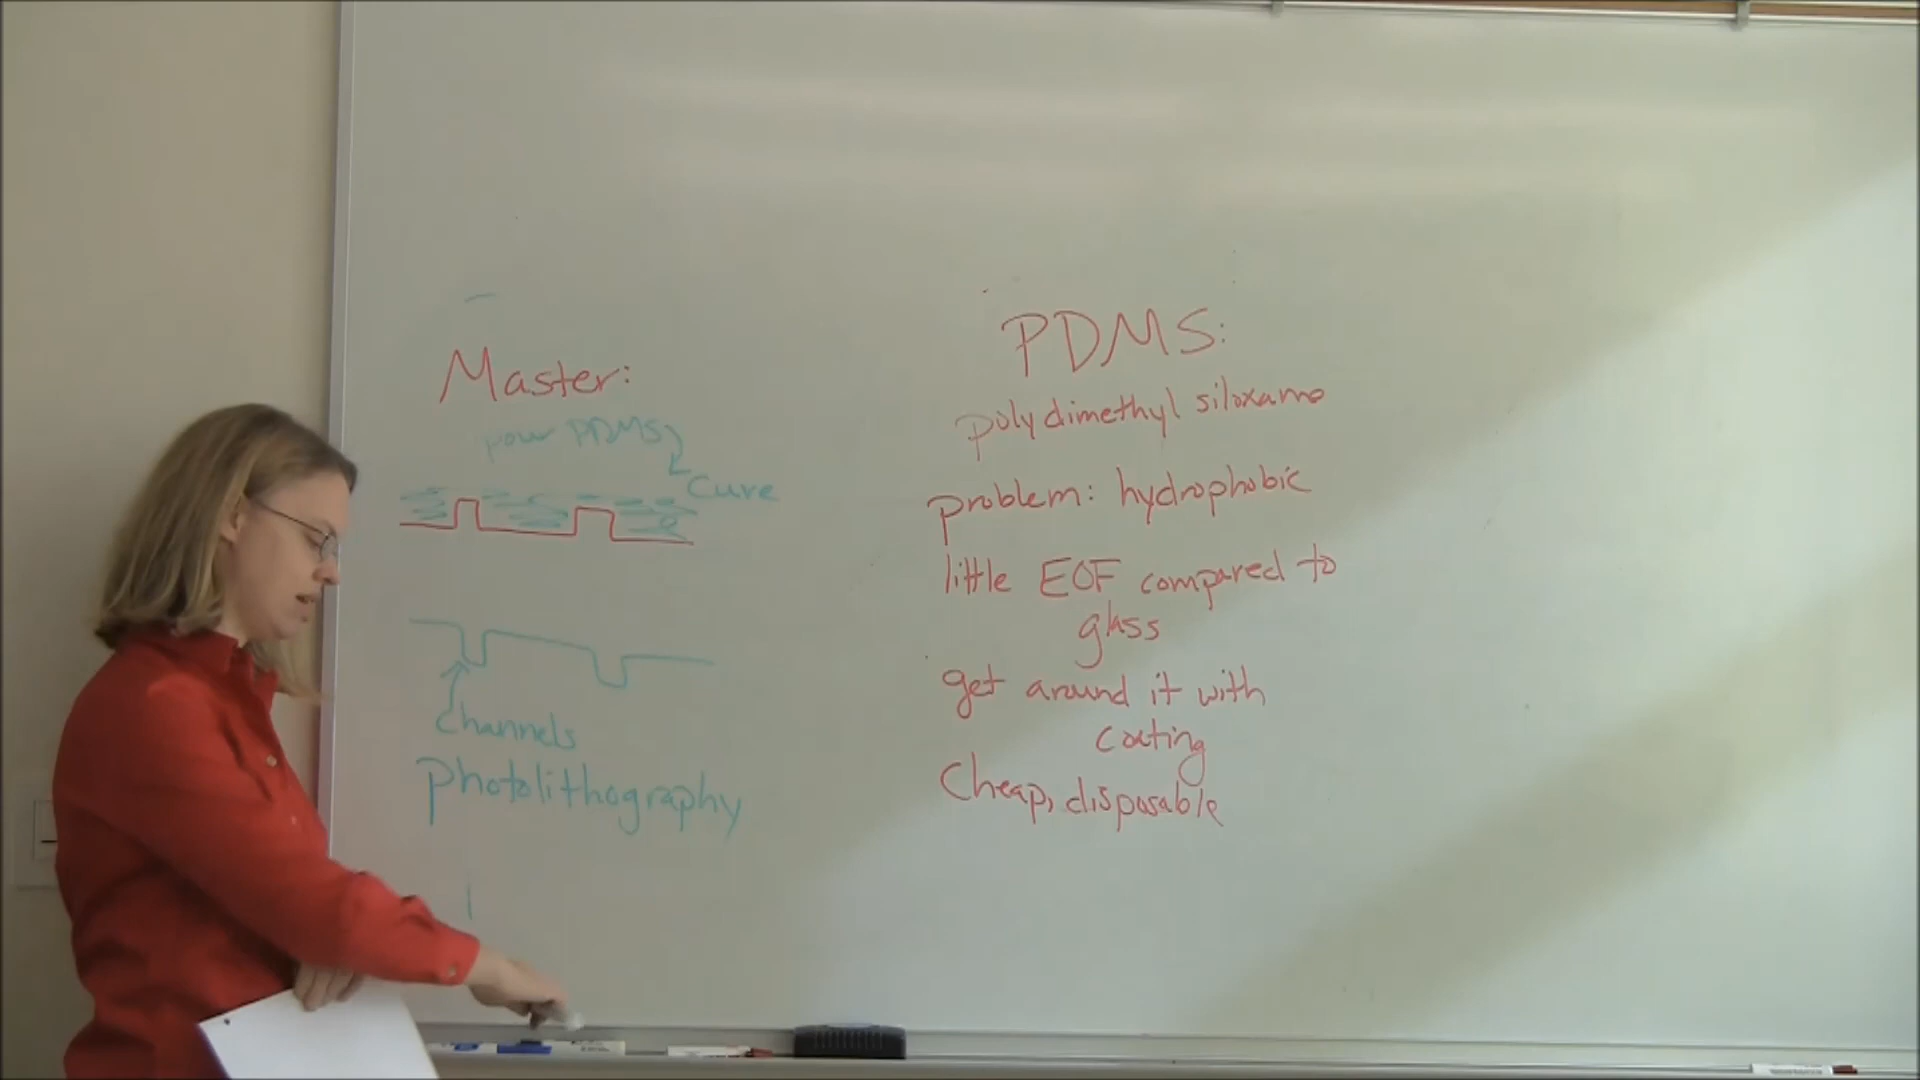 Master:
pour PDMS
Cure
Channels
Photolithography
PDMS:
polydimethyl siloxane
problem: hydrophobic
little EOF compared to
glass
get around it with
coating
Cheap, disposable